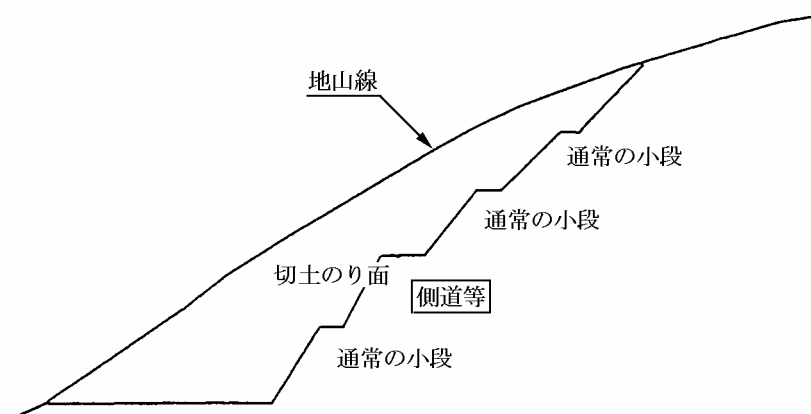 地山線
通常の小段
通常の小段
切土のり面
側道等
通常の小段